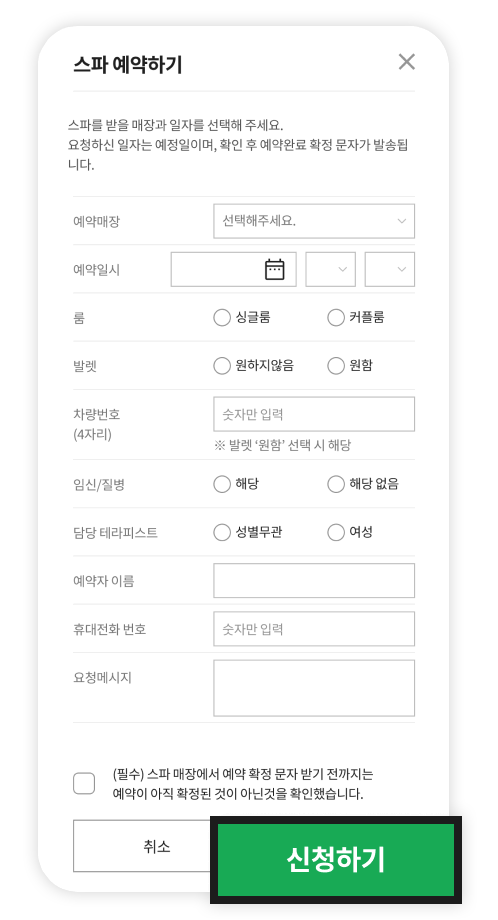 스파 예약하기
스파를 받을 매장과 일자를 선택해 주세요.
요청하신 일자는 예정일이며, 확인 후 예약완료 확정 문자가 발송됩
니다.
예약매장 선택해주세요.
예약일시
룸 싱글룸 커플룸
발렛 원하지않음 원함
차량번호 숫자만 입력
(4자리) ※ 발렛 ‘원함’ 선택 시 해당
임신/질병 해당 해당 없음
담당 테라피스트 성별무관 여성
예약자 이름
휴대전화 번호 숫자만 입력
요청메시지
(필수) 스파 매장에서 예약 확정 문자 받기 전까지는
예약이 아직 확정된 것이 아닌것을 확인했습니다.
취소 신청하기